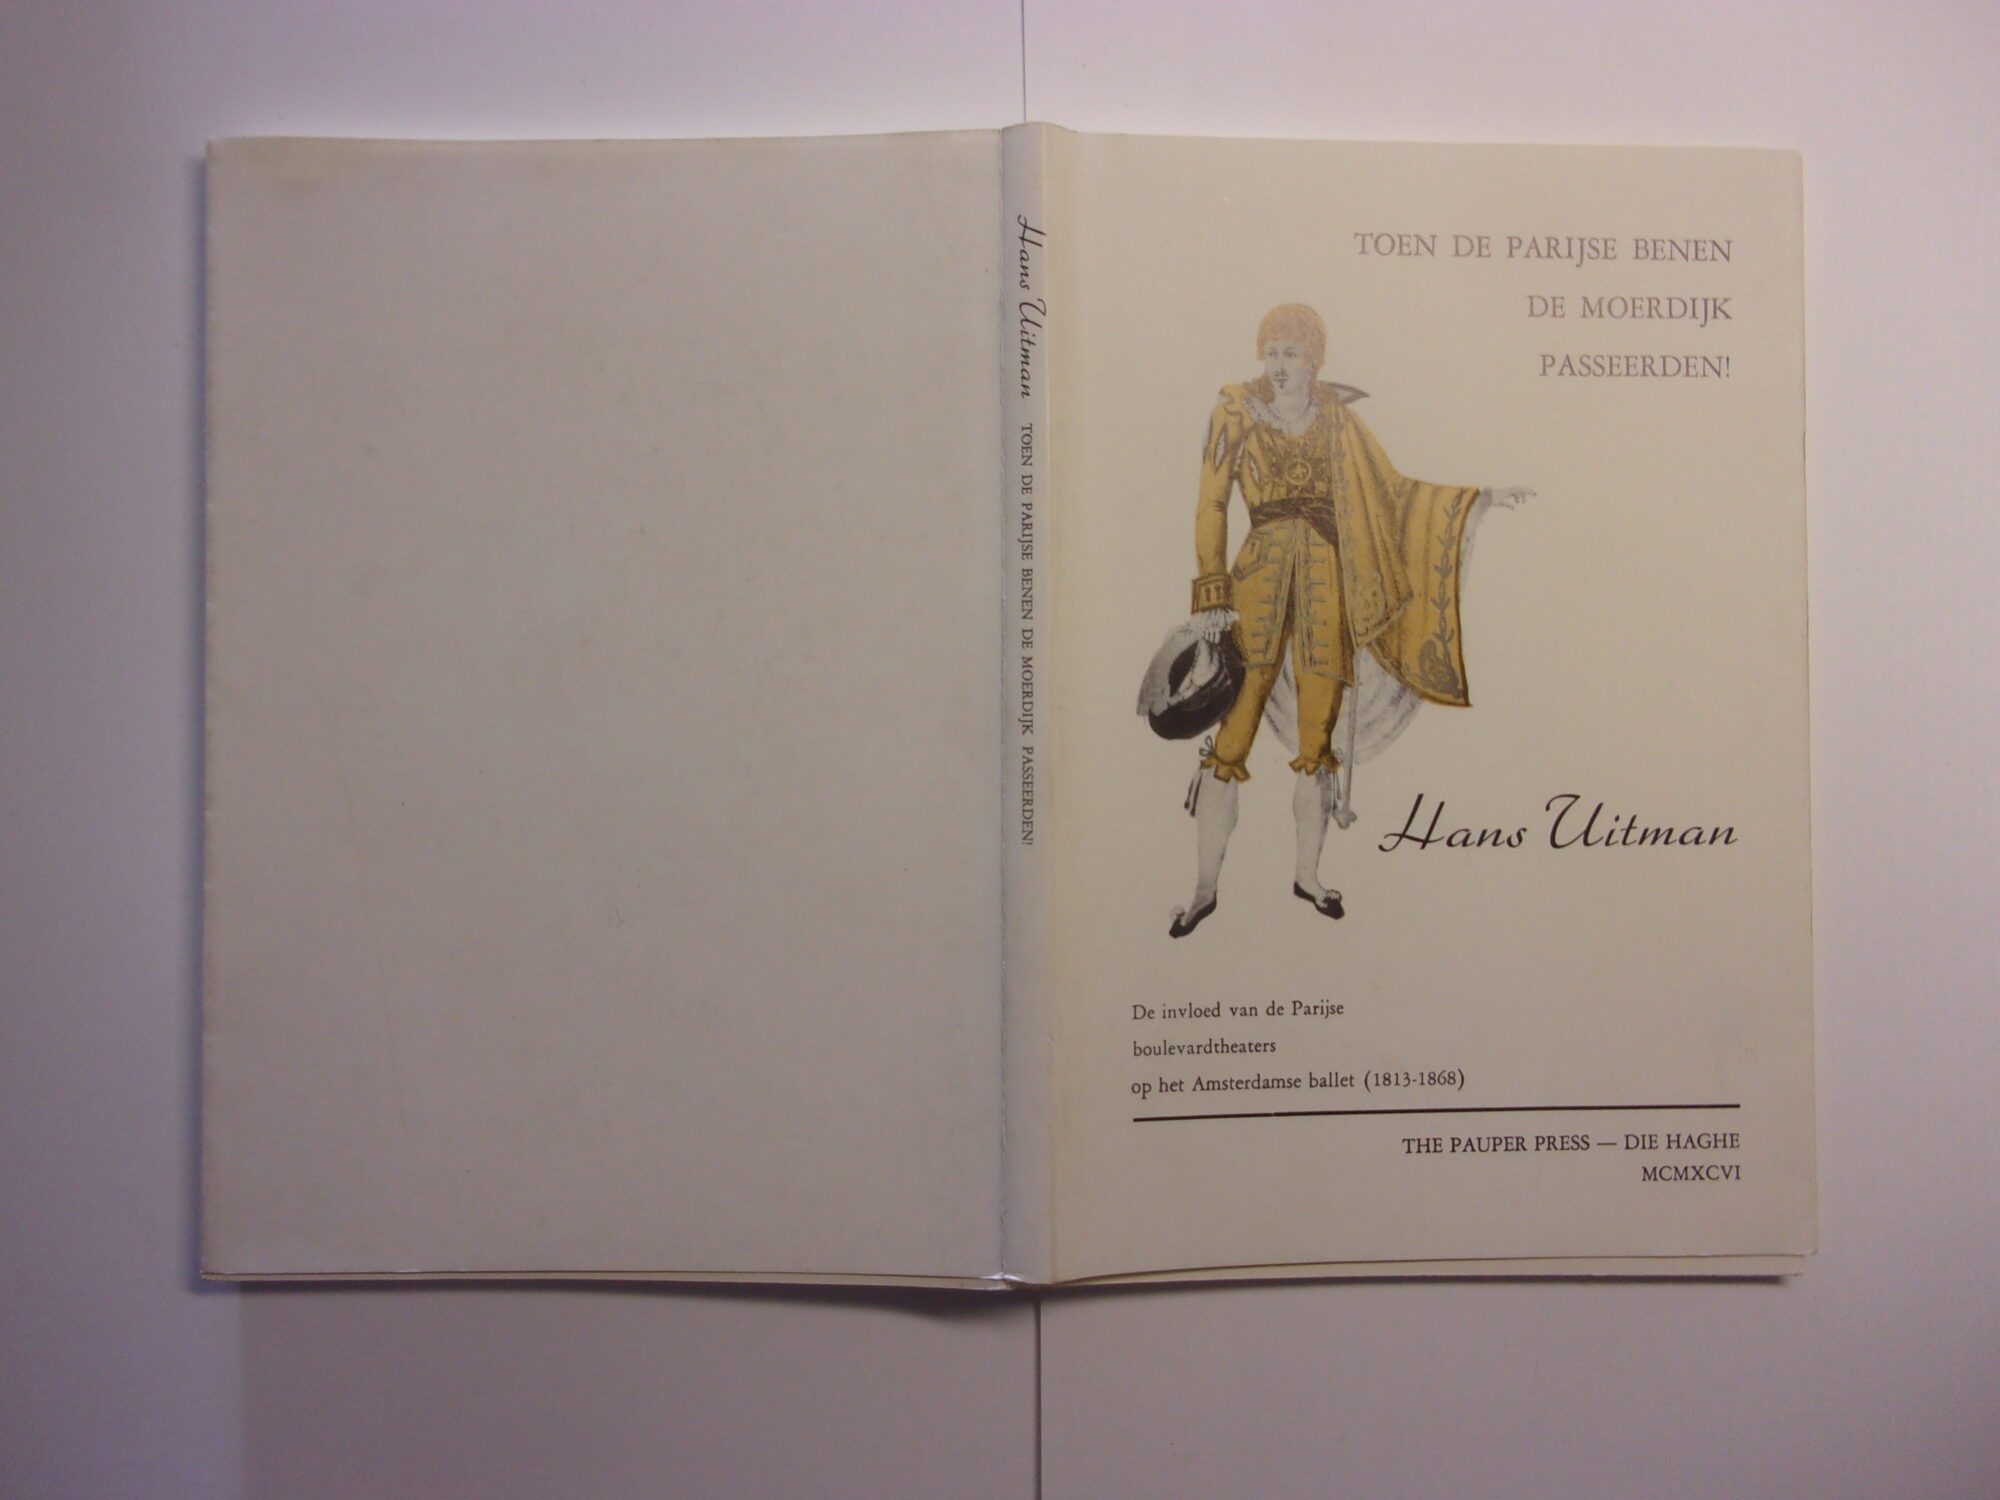 Hans Uitman TOEN DE PARIJSE BENEN DE MOERDIJK PASSEERDEN!
TOEN DE PARIJSE BENEN
DE MOERDIJK
PASSEERDEN!
Hans Uitman
De invloed van de Parijse
boulevardtheaters
op het Amsterdamse ballet (1813-1868)
THE PAUPER PRESS — DIE HAGHE
MCMXCVI